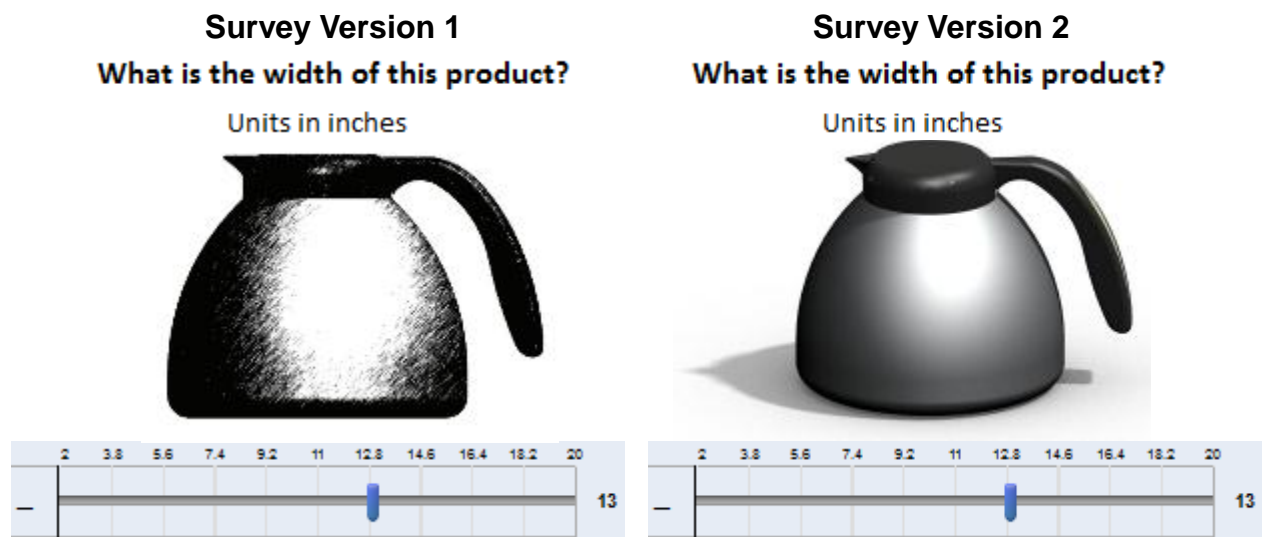 Survey Version 1
What is the width of this product?
Units in inches
2 3.8 5.6 7.4 9.2 11 12.8 14.6 16.4 18.2 20
– 13
Survey Version 2
What is the width of this product?
Units in inches
2 3.8 5.6 7.4 9.2 11 12.8 14.6 16.4 18.2 20
– 13